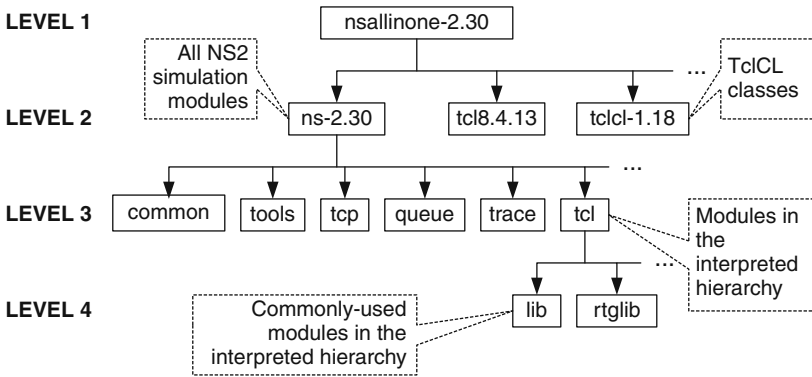 LEVEL 1
nsallinone-2.30
All NS2
simulation
modules
...
TclCL
classes
LEVEL 2
ns-2.30
tcl8.4.13
tclcl-1.18
...
LEVEL 3
common
tools
tcp
queue
trace
tcl
Modules in
the
interpreted
hierarchy
...
LEVEL 4
Commonly-used
modules in the
interpreted hierarchy
lib
rtglib